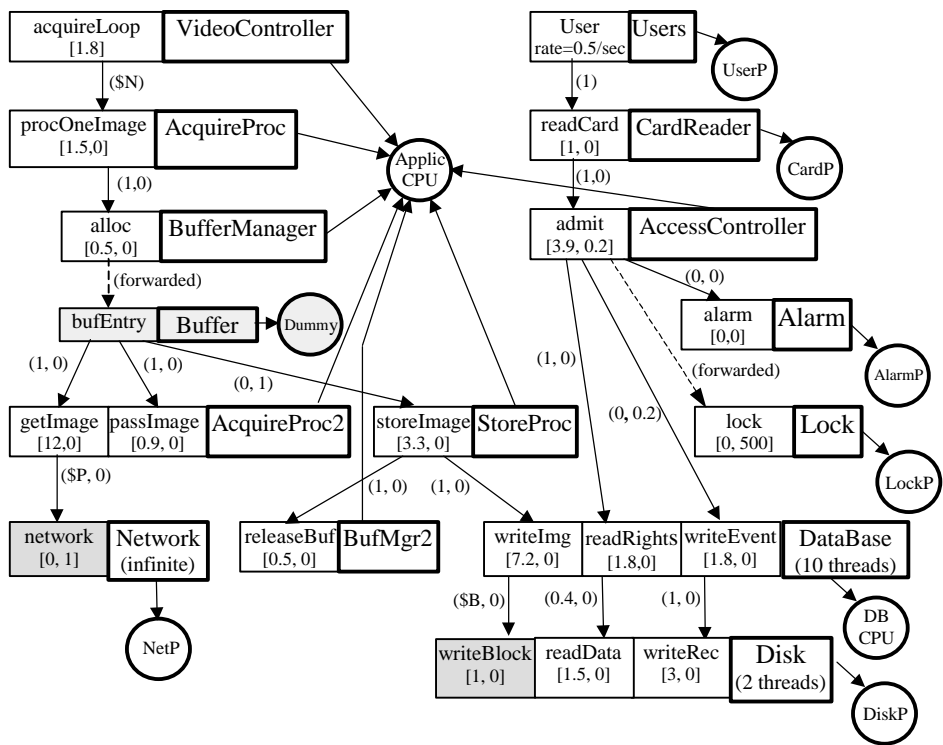 acquireLoop
[1.8]
VideoController
User
rate=0.5/sec
Users
UserP
($N)
(1)
procOneImage
[1.5,0]
AcquireProc
Applic
CPU
readCard
[1, 0]
CardReader
CardP
(1,0)
(1,0)
alloc
[0.5, 0]
BufferManager
admit
[3.9, 0.2]
AccessController
(forwarded)
(0, 0)
bufEntry
Buffer
Dummy
alarm
[0,0]
Alarm
AlarmP
(1, 0)
(1, 0)
(0, 1)
(1, 0)
(forwarded)
(0, 0.2)
getImage
[12,0]
passImage
[0.9, 0]
AcquireProc2
storeImage
[3.3, 0]
StoreProc
lock
[0, 500]
Lock
LockP
($P, 0)
(1, 0)
(1, 0)
network
[0, 1]
Network
(infinite)
NetP
releaseBuf
[0.5, 0]
BufMgr2
writeImg
[7.2, 0]
readRights
[1.8,0]
writeEvent
[1.8, 0]
DataBase
(10 threads)
DB
CPU
($B, 0)
(0.4, 0)
(1, 0)
writeBlock
[1, 0]
readData
[1.5, 0]
writeRec
[3, 0]
Disk
(2 threads)
DiskP